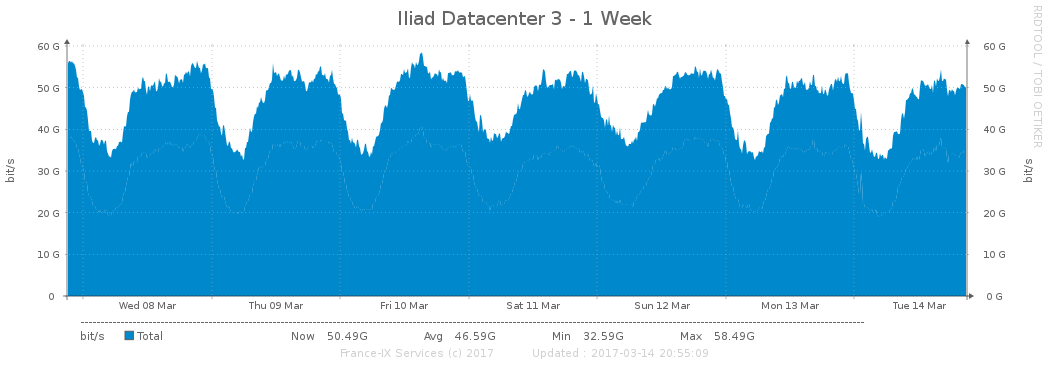 Iliad Datacenter 3 - 1 Week
RRDTOOL / TOBI OETIKER
60 G 60 G
50 G 50 G
40 G 40 G
30 G 30 G
20 G 20 G
10 G 10 G
0 0 G
bit/s
bit/s
Wed 08 Mar Thu 09 Mar Fri 10 Mar Sat 11 Mar Sun 12 Mar Mon 13 Mar Tue 14 Mar
bit/s Total Now 50.49G Avg 46.59G Min 32.59G Max 58.49G
France-IX Services (c) 2017 Updated : 2017-03-14 20:55:09